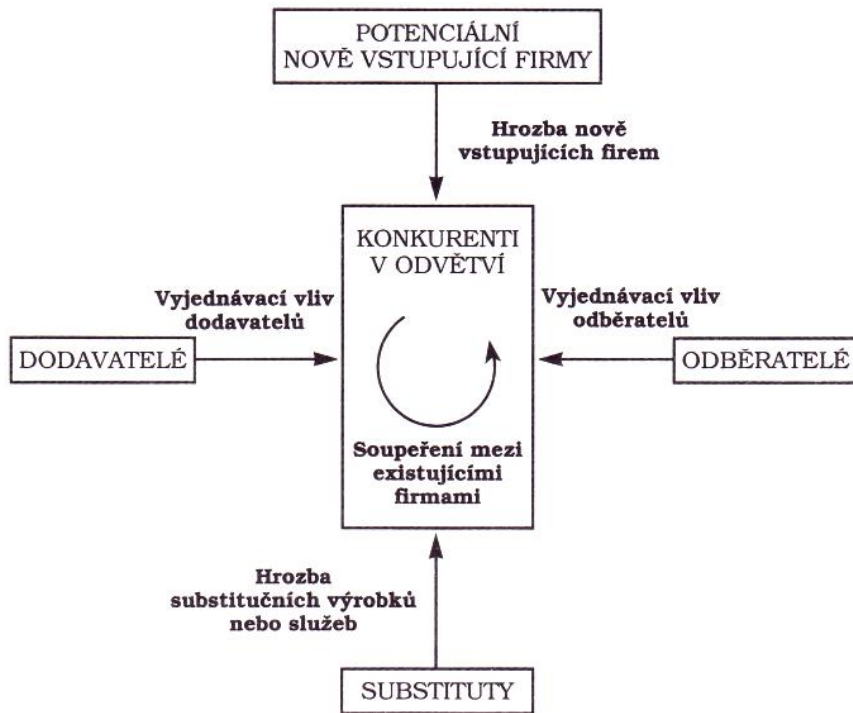 POTENCIÁLNÍ
NOVĚ VSTUPUJÍCÍ FIRMY
Hrozba nově
vstupujících firem
KONKURENTI
V ODVĚTVÍ
Vyjednávací vliv
dodavatelů
Vyjednávací vliv
odběratelů
DODAVATELÉ
ODBĚRATELÉ
Soupeření mezi
existujícími
firmami
Hrozba
substitučních výrobků
nebo služeb
SUBSTITUTY